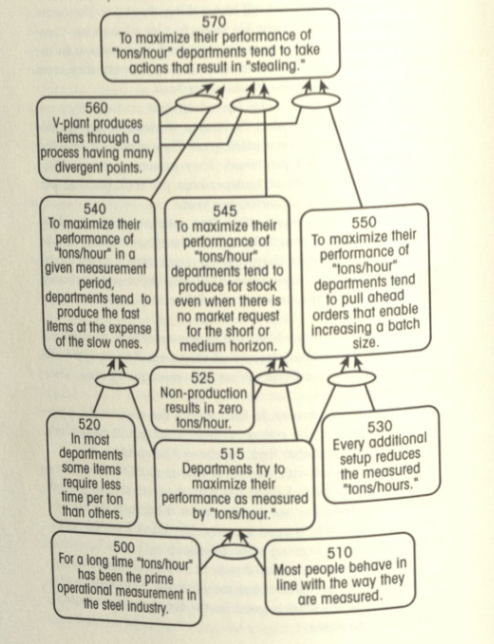 570
To maximize their performance of
"tons/hour" departments tend to take
actions that result in "stealing."
560
V-plant produces
items through a
process having many
divergent points.
540
To maximize their
performance of
"tons/hour" in a
given measurement
period,
departments tend to
produce the fast
items at the expense
of the slow ones.
545
To maximize their
performance of
"tons/hour"
departments tend to
produce for stock
even when there is
no market request
for the short or
medium horizon.
550
To maximize their
performance of
"tons/hour"
departments tend
to pull ahead
orders that enable
increasing a batch
size.
525
Non-production
results in zero
tons/hour.
520
In most
departments
some items
require less
time per ton
than others.
515
Departments try to
maximize their
performance as measured
by "tons/hour."
530
Every additional
setup reduces
the measured
"tons/hours."
500
For a long time "tons/hour"
has been the prime
operational measurement in
the steel industry.
510
Most people behave in
line with the way they
are measured.